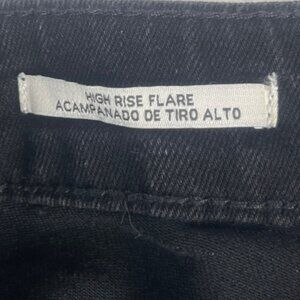 HIGH RISE FLARE
ACAMPANADO DE TIRO ALTO